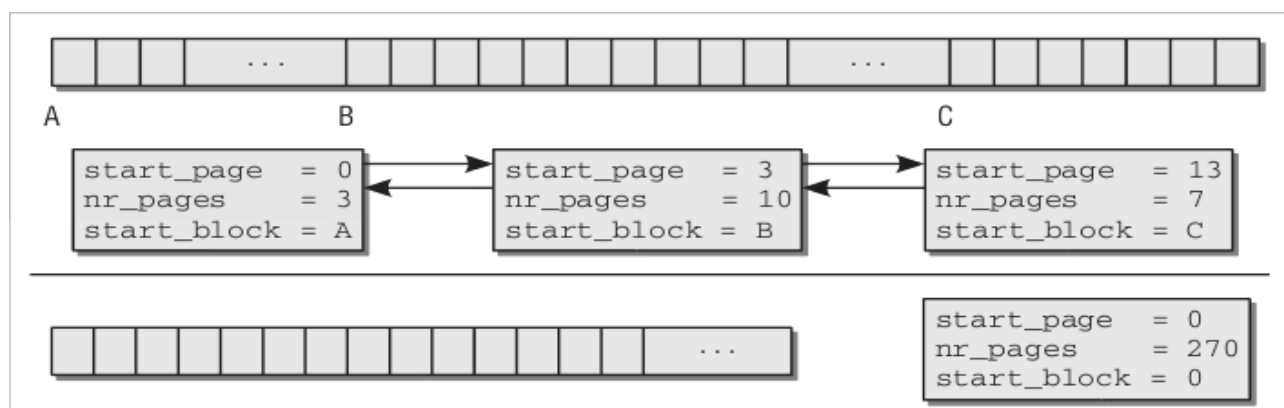 ...
...
A B C
start_page = 0
nr_pages = 3
start_block = A
start_page = 3
nr_pages = 10
start_block = B
start_page = 13
nr_pages = 7
start_block = C
...
start_page = 0
nr_pages = 270
start_block = 0